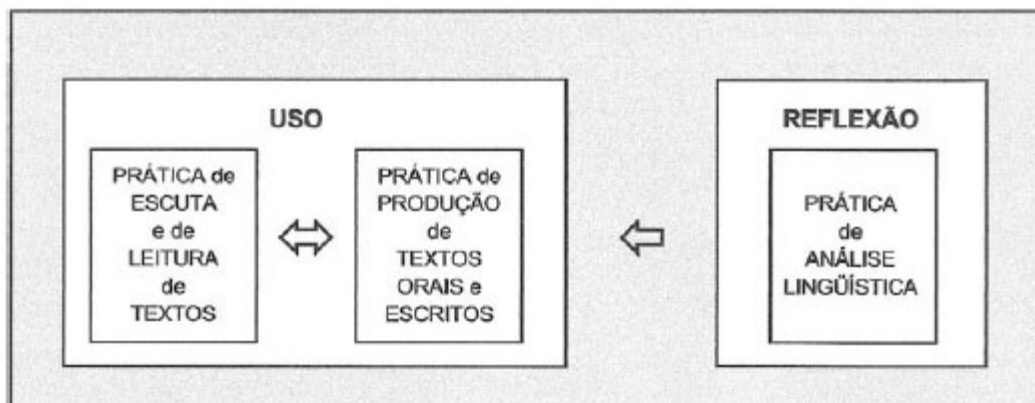 USO
PRÁTICA de
ESCUTA
e de
LEITURA
de
TEXTOS
PRÁTICA de
PRODUÇÃO
de
TEXTOS
ORAIS e
ESCRITOS
REFLEXÃO
PRÁTICA
de
ANÁLISE
LINGÜÍSTICA